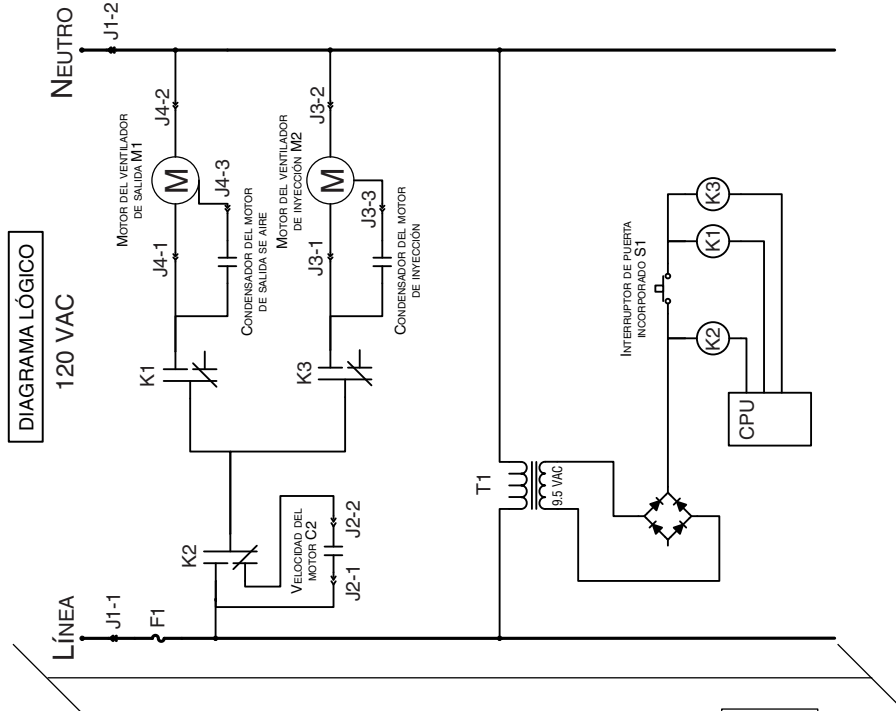 DIAGRAMA LÓGICO
120 VAC
LÍNEA
NEUTRO
J1-1
F1
J1-2
K2
VELOCIDAD DEL
MOTOR C2
J2-1
J2-2
K1
J4-1
MOTOR DEL VENTILADOR
DE SALIDA M1
M
J4-2
J4-3
CONDENSADOR DEL MOTOR
DE SALIDA SE AIRE
K3
J3-1
MOTOR DEL VENTILADOR
DE INYECCIÓN M2
M
J3-2
J3-3
CONDENSADOR DEL MOTOR
DE INYECCIÓN
T1
9.5 VAC
INTERRUPTOR DE PUERTA
INCORPORADO S1
K2
K1
K3
CPU